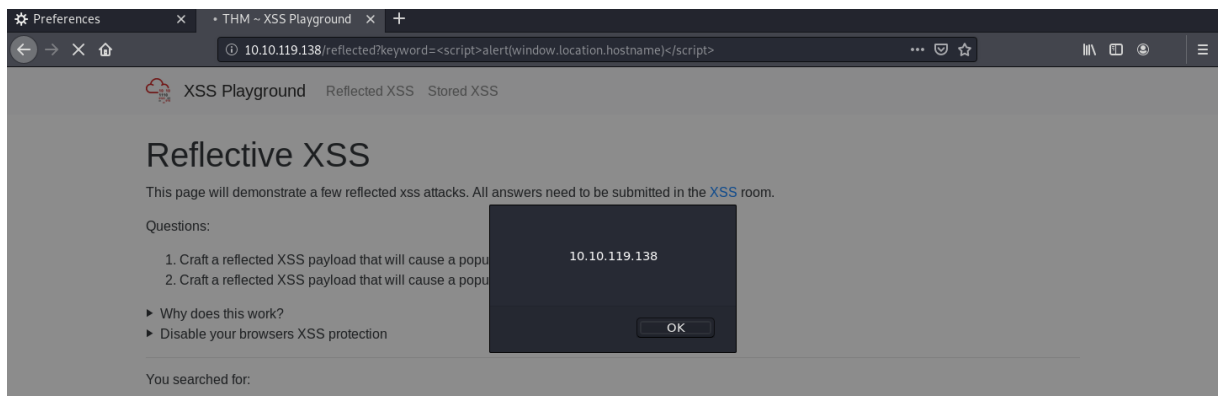 Preferences
• THM ~ XSS Playground
10.10.119.138/reflected?keyword=<script>alert(window.location.hostname)</script>
XSS Playground Reflected XSS Stored XSS
Reflective XSS
This page will demonstrate a few reflected xss attacks. All answers need to be submitted in the XSS room.
Questions:
1. Craft a reflected XSS payload that will cause a popu
2. Craft a reflected XSS payload that will cause a popu
10.10.119.138
OK
▸ Why does this work?
▸ Disable your browsers XSS protection
You searched for: